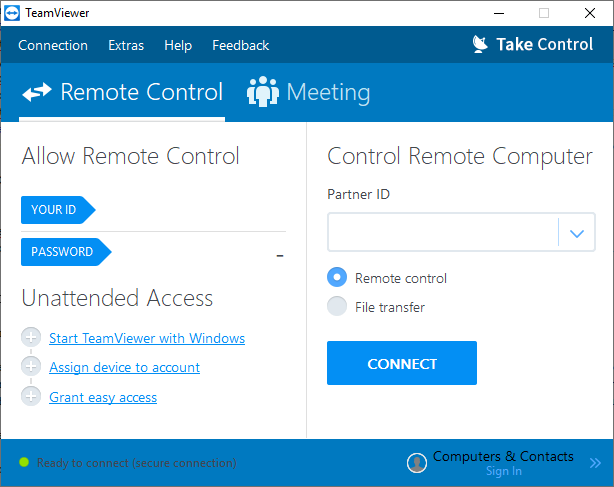 TeamViewer
Connection Extras Help Feedback Take Control
Remote Control Meeting
Allow Remote Control
YOUR ID
PASSWORD -
Unattended Access
Start TeamViewer with Windows
Assign device to account
Grant easy access
Control Remote Computer
Partner ID
Remote control
File transfer
CONNECT
Ready to connect (secure connection)
Computers & Contacts
Sign In